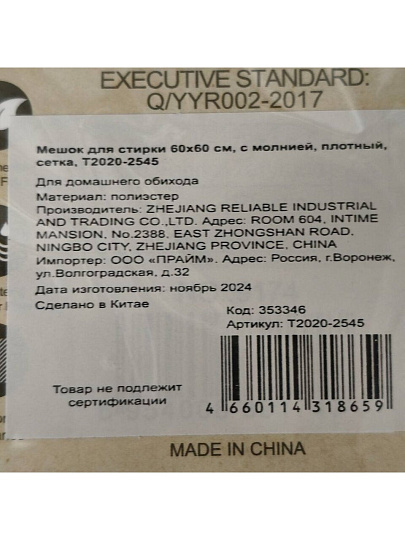 EXECUTIVE STANDARD:
Q/YYR002-2017
Мешок для стирки 60х60 см, с молнией, плотный,
сетка, Т2020-2545
Для домашнего обихода
Материал: полиэстер
Производитель: ZHEJIANG RELIABLE INDUSTRIAL
AND TRADING CO.,LTD. Адрес: ROOM 604, INTIME
MANSION, No.2388, EAST ZHONGSHAN ROAD,
NINGBO CITY, ZHEJIANG PROVINCE, CHINA
Импортер: ООО «ПРАЙМ». Адрес: Россия, г.Воронеж,
ул.Волгоградская, д.32
Дата изготовления: ноябрь 2024
Сделано в Китае
Код: 353346
Артикул: Т2020-2545
Товар не подлежит
сертификации
4 660114 318659
MADE IN CHINA